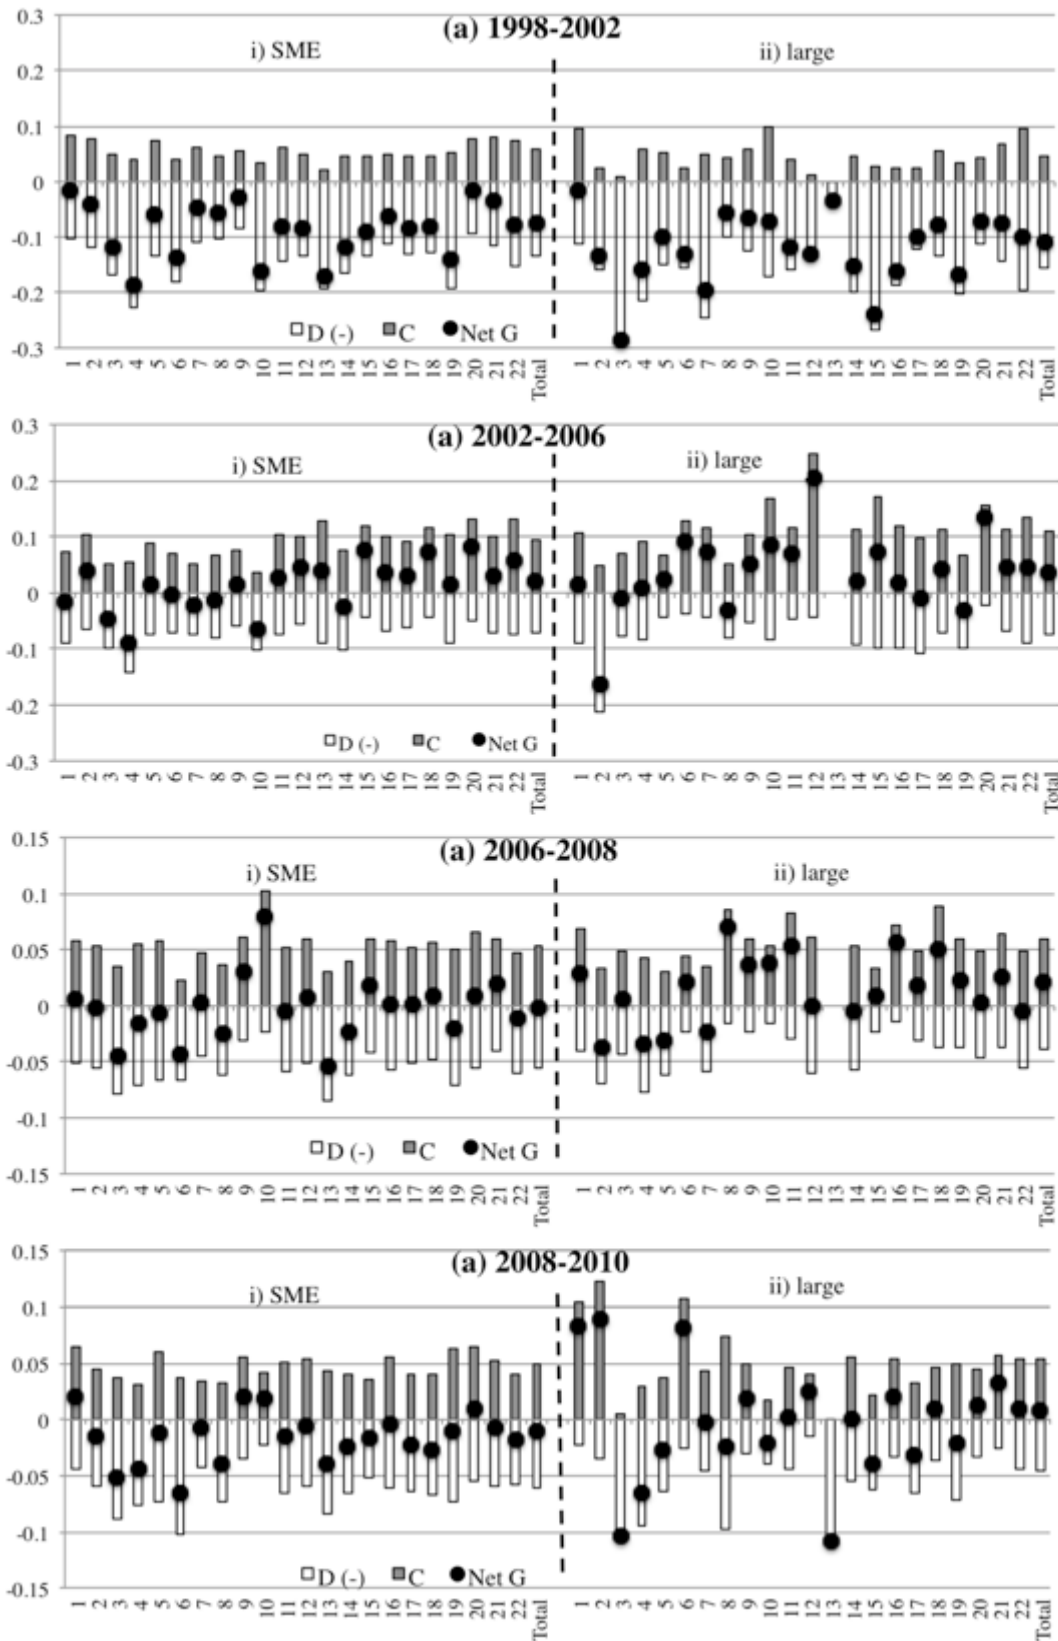 (a) 1998-2002
i) SME
ii) large
0.3
0.2
0.1
0
-0.1
-0.2
-0.3
D (-) C Net G
1 2 3 4 5 6 7 8 9 10 11 12 13 14 15 16 17 18 19 20 21 22 Total 1 2 3 4 5 6 7 8 9 10 11 12 13 14 15 16 17 18 19 20 21 22 Total
(a) 2002-2006
i) SME
ii) large
0.3
0.2
0.1
0
-0.1
-0.2
-0.3
D (-) C Net G
1 2 3 4 5 6 7 8 9 10 11 12 13 14 15 16 17 18 19 20 21 22 Total 1 2 3 4 5 6 7 8 9 10 11 12 13 14 15 16 17 18 19 20 21 22 Total
(a) 2006-2008
i) SME
ii) large
0.15
0.1
0.05
0
-0.05
-0.1
-0.15
D (-) C Net G
1 2 3 4 5 6 7 8 9 10 11 12 13 14 15 16 17 18 19 20 21 22 Total 1 2 3 4 5 6 7 8 9 10 11 12 13 14 15 16 17 18 19 20 21 22 Total
(a) 2008-2010
i) SME
ii) large
0.15
0.1
0.05
0
-0.05
-0.1
-0.15
D (-) C Net G
1 2 3 4 5 6 7 8 9 10 11 12 13 14 15 16 17 18 19 20 21 22 Total 1 2 3 4 5 6 7 8 9 10 11 12 13 14 15 16 17 18 19 20 21 22 Total